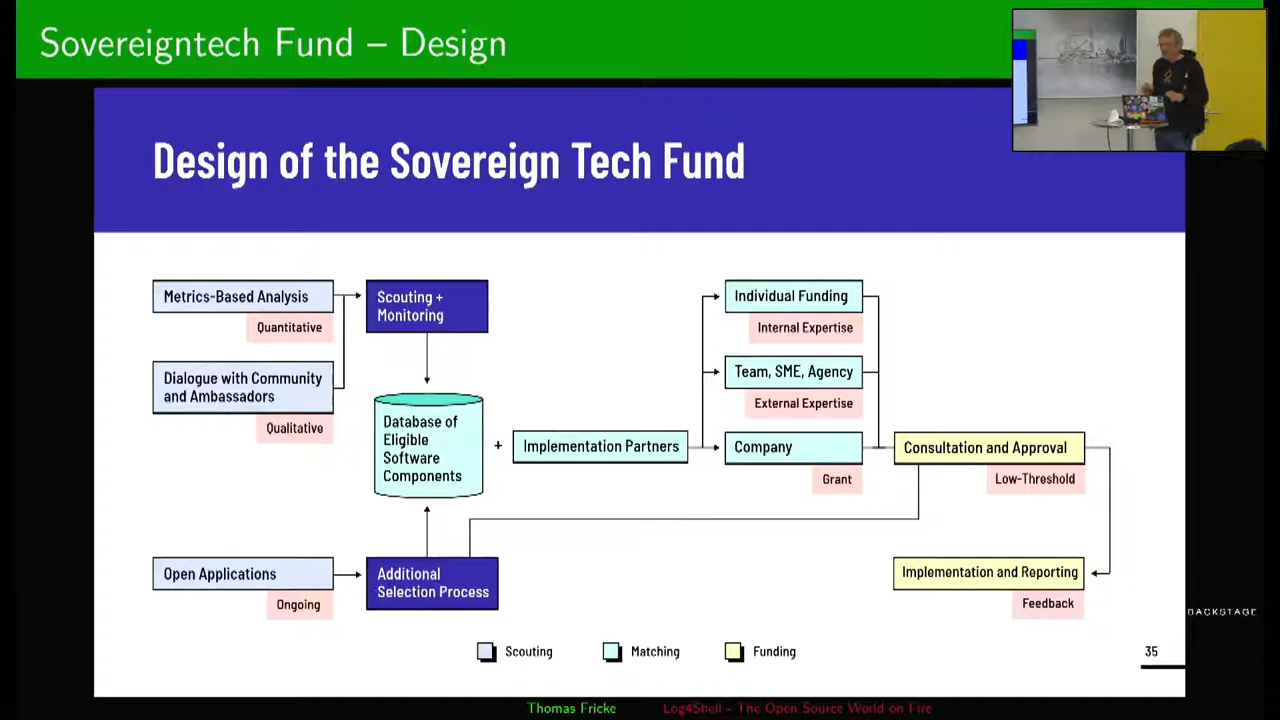 Sovereigntech Fund – Design
Design of the Sovereign Tech Fund
Metrics-Based Analysis
Quantitative
Dialogue with Community
and Ambassadors
Qualitative
Scouting +
Monitoring
Database of
Eligible
Software
Components
+
Implementation Partners
Individual Funding
Internal Expertise
Team, SME, Agency
External Expertise
Company
Grant
Consultation and Approval
Low-Threshold
Open Applications
Ongoing
Additional
Selection Process
Implementation and Reporting
Feedback
BACKSTAGE
Scouting
Matching
Funding
35
Thomas Fricke
Log4Shell - The Open Source World on Fire